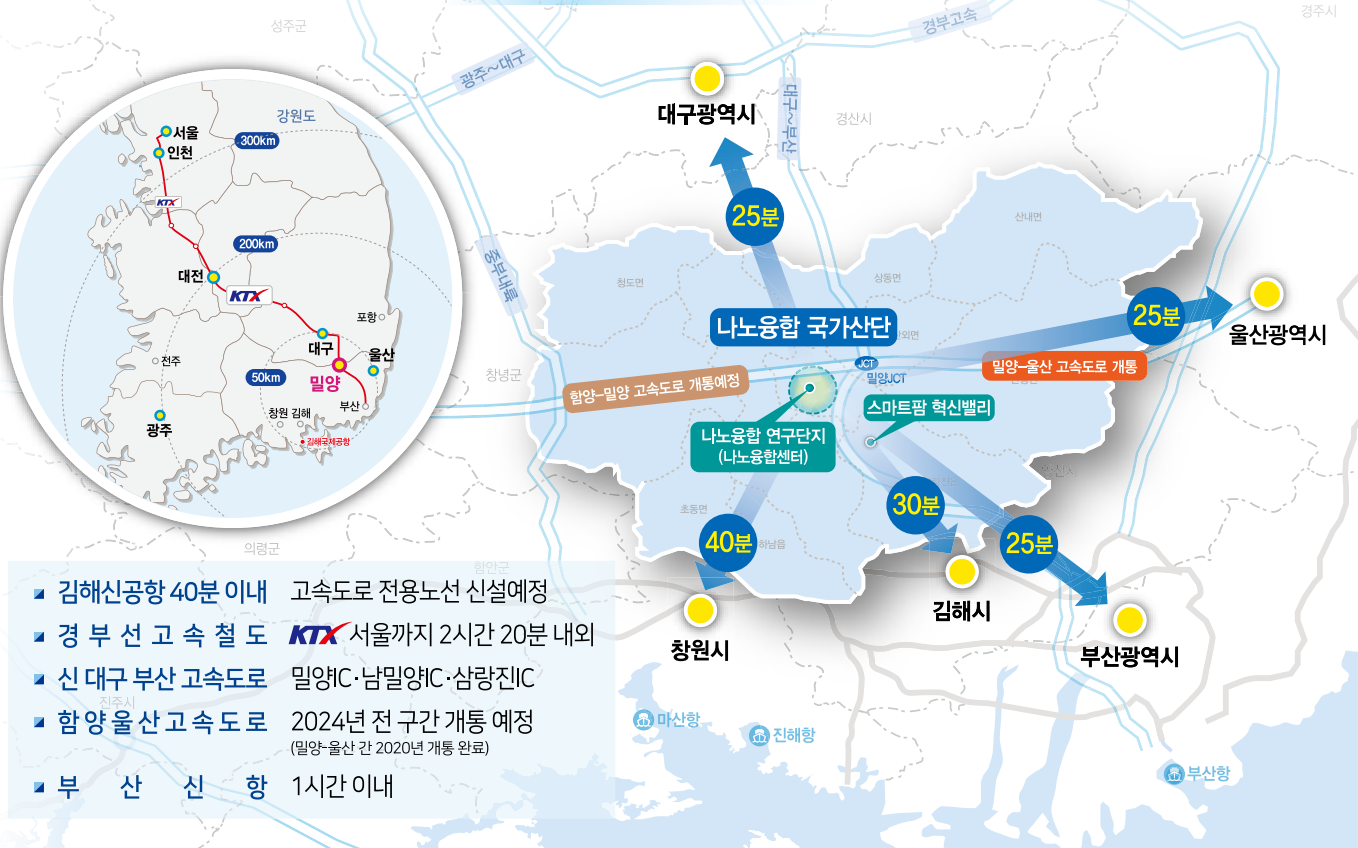 성주군
경부고속
경주시
광주~대구
대구~부산
대구광역시
경산시
강원도
서울
300km
인천
KTX
200km
대전
KTX
포항
대구
울산
전주
50km
밀양
창원 김해
부산
광주
김해국제공항
중부내륙
25분
산내면
청도면
상동면
나노융합 국가산단
25분
울산광역시
창녕군
함양-밀양 고속도로 개통예정
JCT
밀양JCT
밀양-울산 고속도로 개통
스마트팜 혁신밸리
나노융합 연구단지
(나노융합센터)
초동면
30분
40분
하남읍
25분
의령군
함안군
김해시
창원시
부산광역시
김해신공항 40분 이내 고속도로 전용노선 신설예정
경부선고속철도 KTX 서울까지 2시간 20분 내외
신 대구 부산 고속도로 밀양IC·남밀양IC·삼랑진IC
진주시
함양울산고속도로 2024년 전 구간 개통 예정
(밀양-울산 간 2020년 개통 완료)
부산신항 1시간 이내
마산항
진해항
부산항